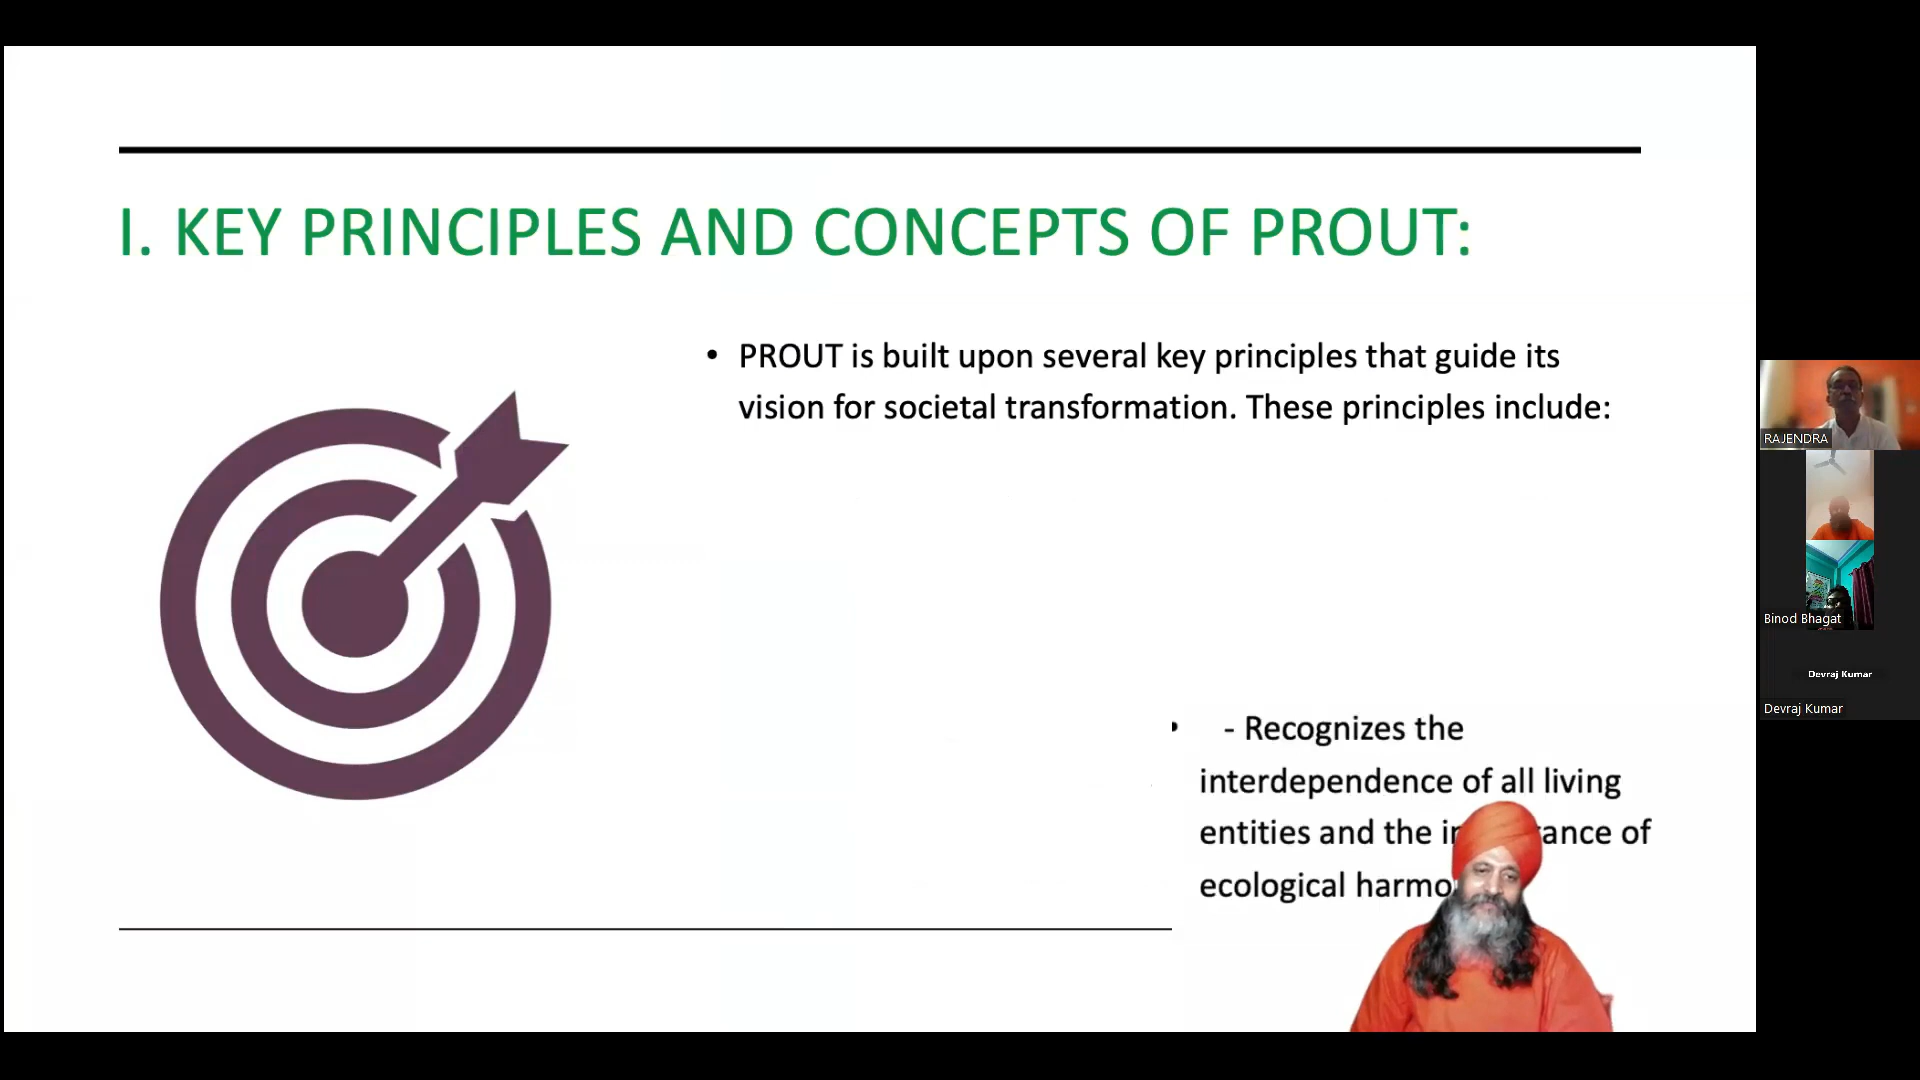 I. KEY PRINCIPLES AND CONCEPTS OF PROUT:
• PROUT is built upon several key principles that guide its
vision for societal transformation. These principles include:
• - Recognizes the
interdependence of all living
entities and the of
ecological
RAJENDRA
Binod Bhagat
Devraj Kumar
Devraj Kumar